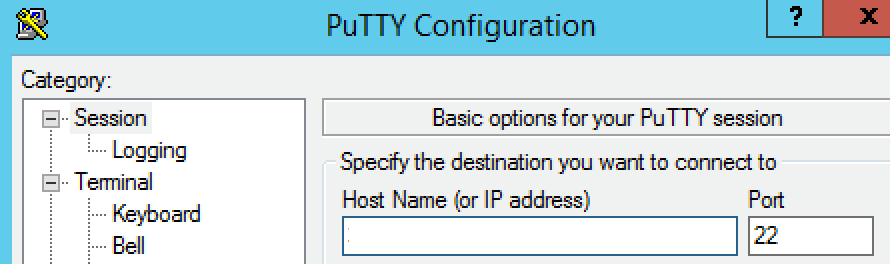 PuTTY Configuration
? X
Category:
Session
Logging
Terminal
Keyboard
Bell
Basic options for your PuTTY session
Specify the destination you want to connect to
Host Name (or IP address)
Port
22